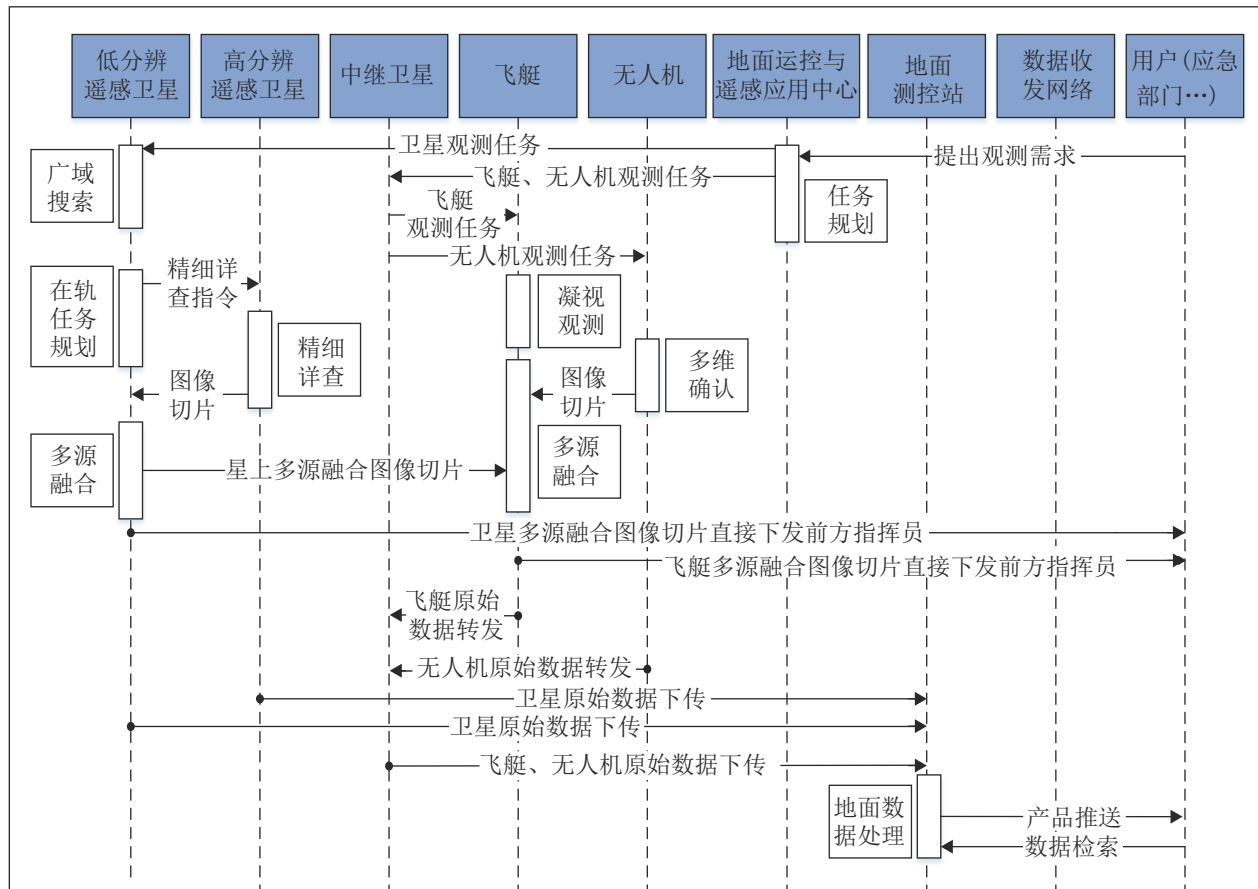 低分辨
遥感卫星
高分辨
遥感卫星
中继卫星
飞艇
无人机
地面运控与
遥感应用中心
地面
测控站
数据收
发网络
用户(应急
部门…)
卫星观测任务
提出观测需求
广域
搜索
飞艇、无人机观测任务
任务
规划
飞艇
观测任务
无人机观测任务
精细详
查指令
在轨
任务
规划
凝视
观测
精细
详查
多维
确认
图像
切片
图像
切片
多源
融合
星上多源融合图像切片
多源
融合
卫星多源融合图像切片直接下发前方指挥员
飞艇多源融合图像切片直接下发前方指挥员
飞艇原始
数据转发
无人机原始数据转发
卫星原始数据下传
卫星原始数据下传
飞艇、无人机原始数据下传
地面数
据处理
产品推送
数据检索